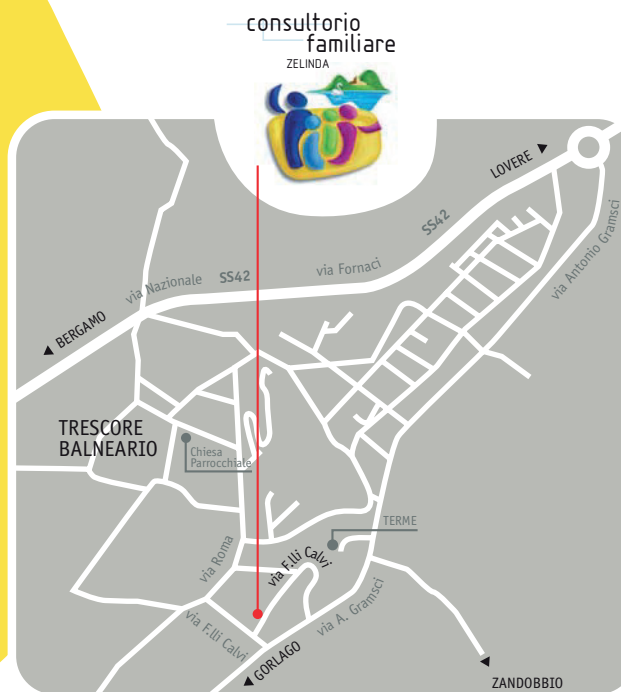 consultorio
familiare
ZELINDA
LOVERE
SS42
via Antonio Gramsci
via Fornaci
SS42
via Nazionale
BERGAMO
TRESCORE
BALNEARIO
Chiesa
Parrocchiale
TERME
via Roma
via F.lli Calvi
via F.lli Calvi
via A. Gramsci
GORLAGO
ZANDOBBIO